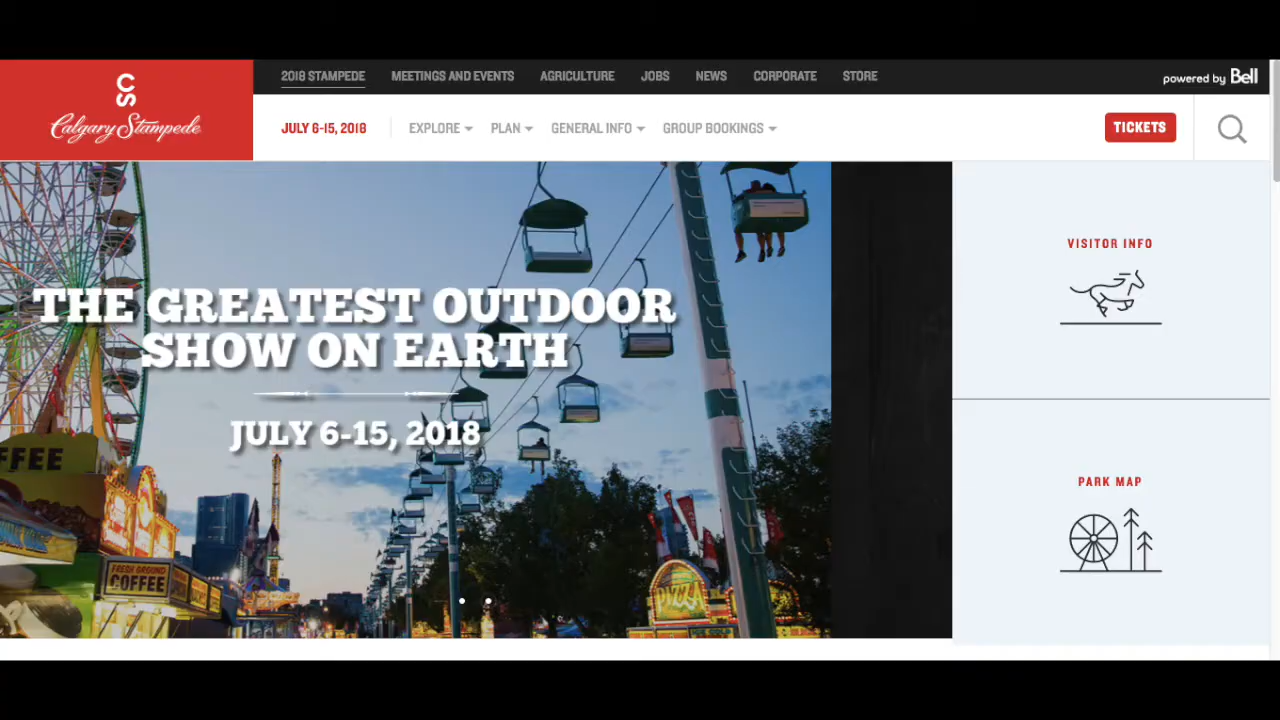 2018 STAMPEDE MEETINGS AND EVENTS AGRICULTURE JOBS NEWS CORPORATE STORE
powered by Bell
CS
Calgary Stampede
JULY 6-15, 2018 EXPLORE PLAN GENERAL INFO GROUP BOOKINGS
TICKETS
THE GREATEST OUTDOOR
SHOW ON EARTH
JULY 6-15, 2018
VISITOR INFO
PARK MAP
FFEE
FRESH GROUND
COFFEE
PIZZA